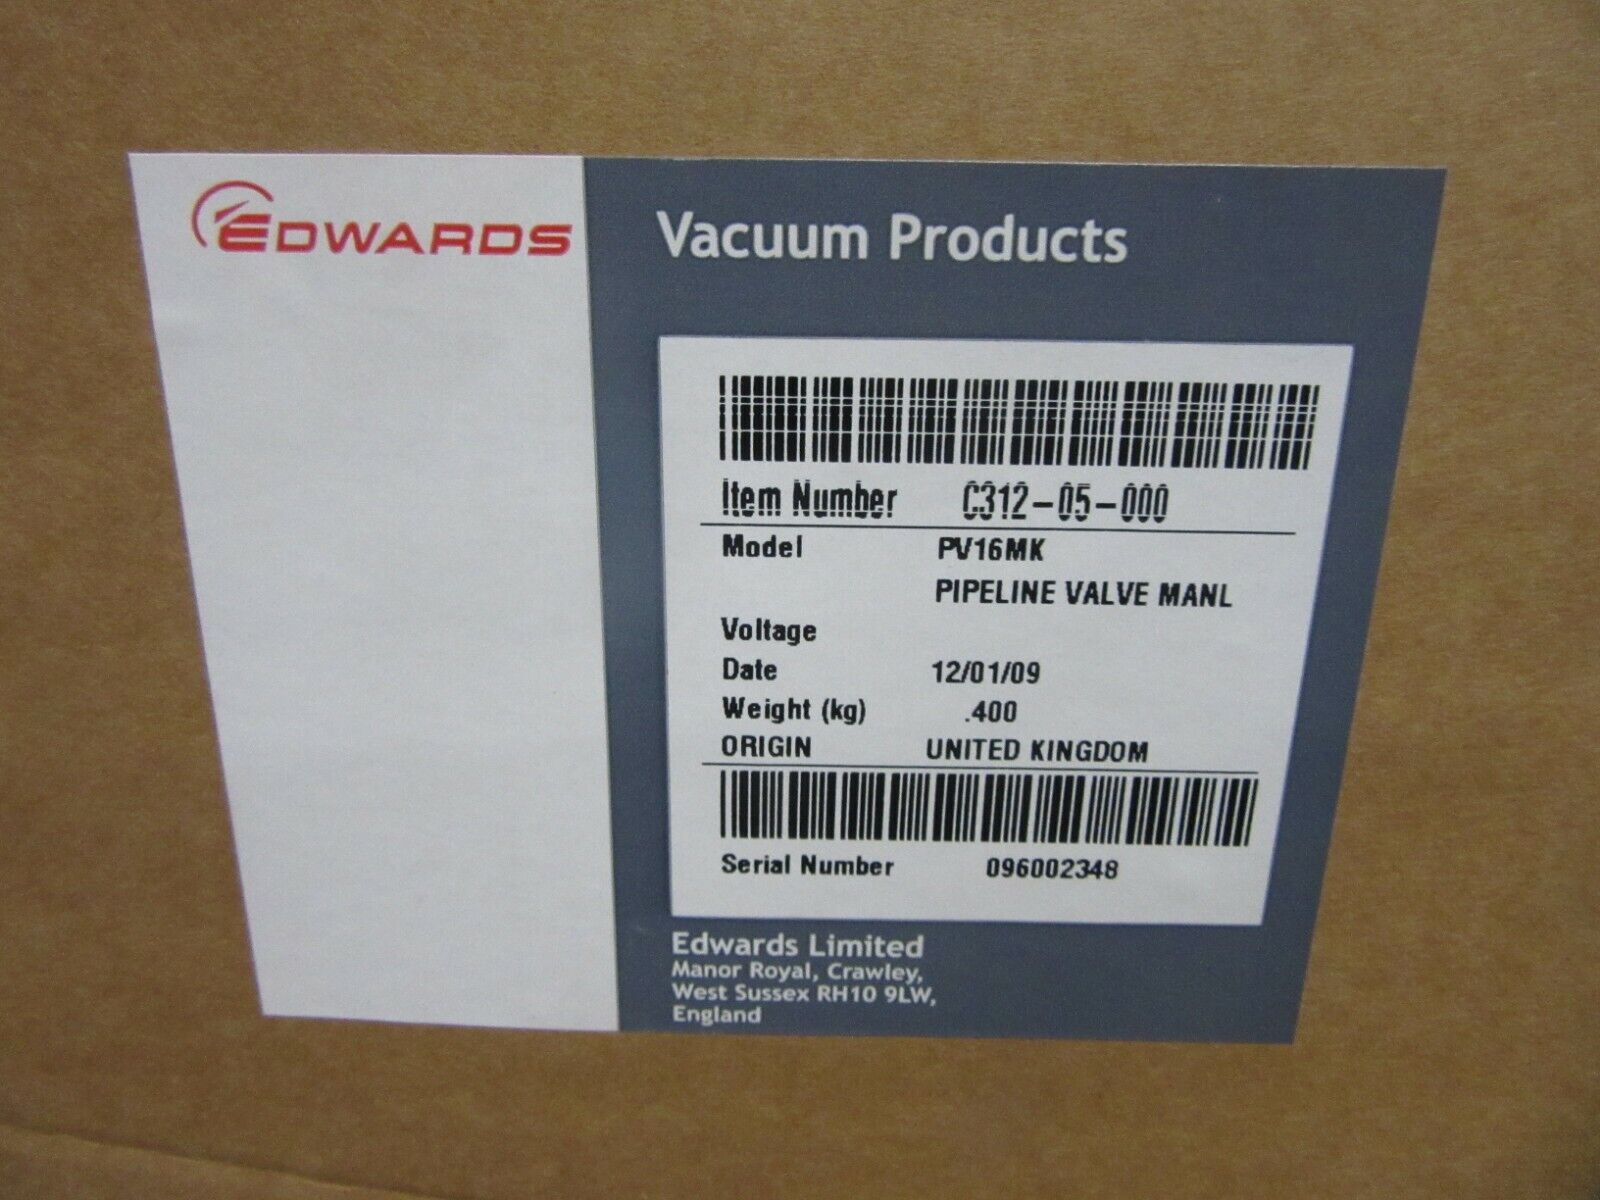 EDWARDS
Vacuum Products
Item Number C312-05-000
Model PV16MK
PIPELINE VALVE MANL
Voltage
Date 12/01/09
Weight (kg) .400
ORIGIN UNITED KINGDOM
Serial Number 096002348
Edwards Limited
Manor Royal, Crawley,
West Sussex RH10 9LW,
England